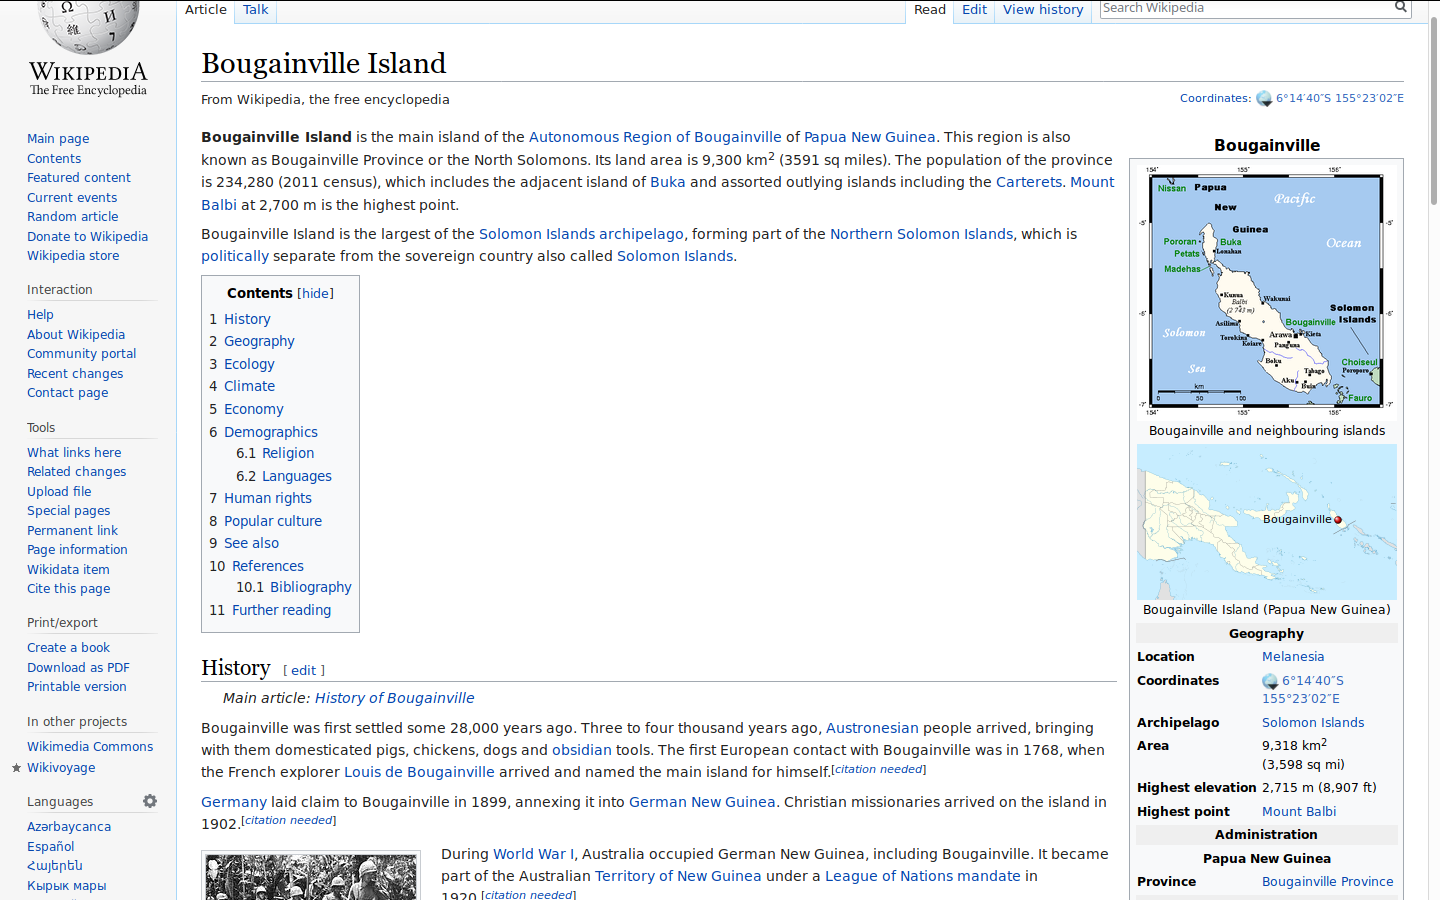 Article
Talk
Read
Edit
View history
Search Wikipedia
WIKIPEDIA
The Free Encyclopedia
Main page
Contents
Featured content
Current events
Random article
Donate to Wikipedia
Wikipedia store
Interaction
Help
About Wikipedia
Community portal
Recent changes
Contact page
Tools
What links here
Related changes
Upload file
Special pages
Permanent link
Page information
Wikidata item
Cite this page
Print/export
Create a book
Download as PDF
Printable version
In other projects
Wikimedia Commons
Wikivoyage
Languages
Azərbaycanca
Español
Հայերեն
Кырык мары
Bougainville Island
From Wikipedia, the free encyclopedia
Coordinates: 6°14′40″S 155°23′02″E
Bougainville Island is the main island of the Autonomous Region of Bougainville of Papua New Guinea. This region is also
known as Bougainville Province or the North Solomons. Its land area is 9,300 km2 (3591 sq miles). The population of the province
is 234,280 (2011 census), which includes the adjacent island of Buka and assorted outlying islands including the Carterets. Mount
Balbi at 2,700 m is the highest point.
Bougainville Island is the largest of the Solomon Islands archipelago, forming part of the Northern Solomon Islands, which is
politically separate from the sovereign country also called Solomon Islands.
Contents [hide]
1 History
2 Geography
3 Ecology
4 Climate
5 Economy
6 Demographics
6.1 Religion
6.2 Languages
7 Human rights
8 Popular culture
9 See also
10 References
10.1 Bibliography
11 Further reading
History [ edit ]
Main article: History of Bougainville
Bougainville was first settled some 28,000 years ago. Three to four thousand years ago, Austronesian people arrived, bringing
with them domesticated pigs, chickens, dogs and obsidian tools. The first European contact with Bougainville was in 1768, when
the French explorer Louis de Bougainville arrived and named the main island for himself.[citation needed]
Germany laid claim to Bougainville in 1899, annexing it into German New Guinea. Christian missionaries arrived on the island in
1902.[citation needed]
During World War I, Australia occupied German New Guinea, including Bougainville. It became
part of the Australian Territory of New Guinea under a League of Nations mandate in
1920.[citation needed]
Bougainville
154° 155° 156°
Nissan
Papua
New
Guinea
Pacific
Ocean
-5° -5°
Pororan
Buka
Petats
Lonahan
Madehas
Kunua
Balbi
(2 743 m)
Wakunai
Solomon
Islands
-6° -6°
Asilima
Bougainville
Solomon
Sea
Torokina
Arawa
Kieta
Koiare
Panguna
Boku
Choiseul
Poroporo
Tabago
Aku
Buin
km
0 50 100
Fauro
-7° -7°
154° 155° 156°
Bougainville and neighbouring islands
Bougainville
Bougainville Island (Papua New Guinea)
Geography
Location Melanesia
Coordinates 6°14′40″S
155°23′02″E
Archipelago Solomon Islands
Area 9,318 km2
(3,598 sq mi)
Highest elevation 2,715 m (8,907 ft)
Highest point Mount Balbi
Administration
Papua New Guinea
Province Bougainville Province